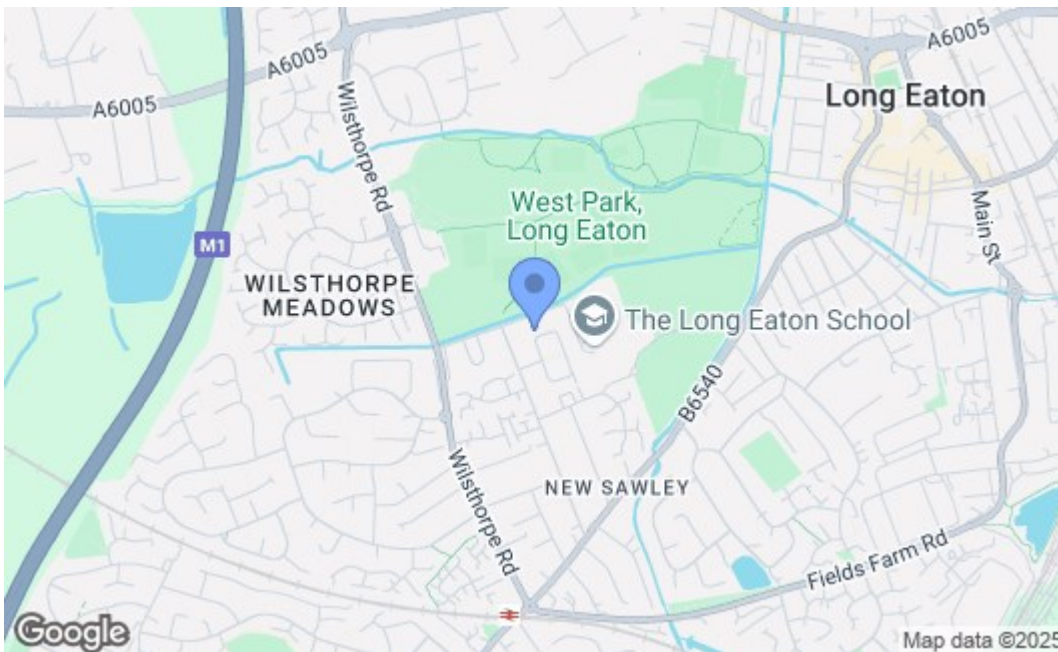 A6005
A6005
A6005
Long Eaton
Wilsthorpe Rd
West Park,
Long Eaton
Main St
M1
WILSTHORPE
MEADOWS
The Long Eaton School
B6540
NEW SAWLEY
Wilsthorpe Rd
Fields Farm Rd
Google
Map data ©2025